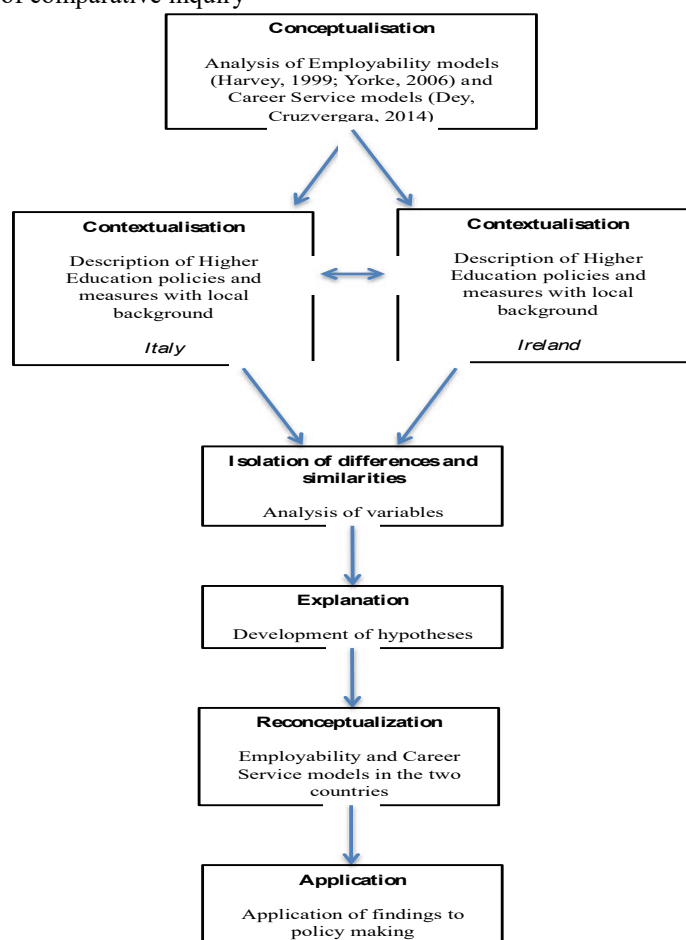 of comparative inquiry
Conceptualisation
Analysis of Employability models
(Harvey, 1999; Yorke, 2006) and
Career Service models (Dey,
Cruzvergara, 2014)
Contextualisation
Description of Higher
Education policies and
measures with local
background
Italy
Contextualisation
Description of Higher
Education policies and
measures with local
background
Ireland
Isolation of differences and
similarities
Analysis of variables
Explanation
Development of hypotheses
Reconceptualization
Employability and Career
Service models in the two
countries
Application
Application of findings to
policy making